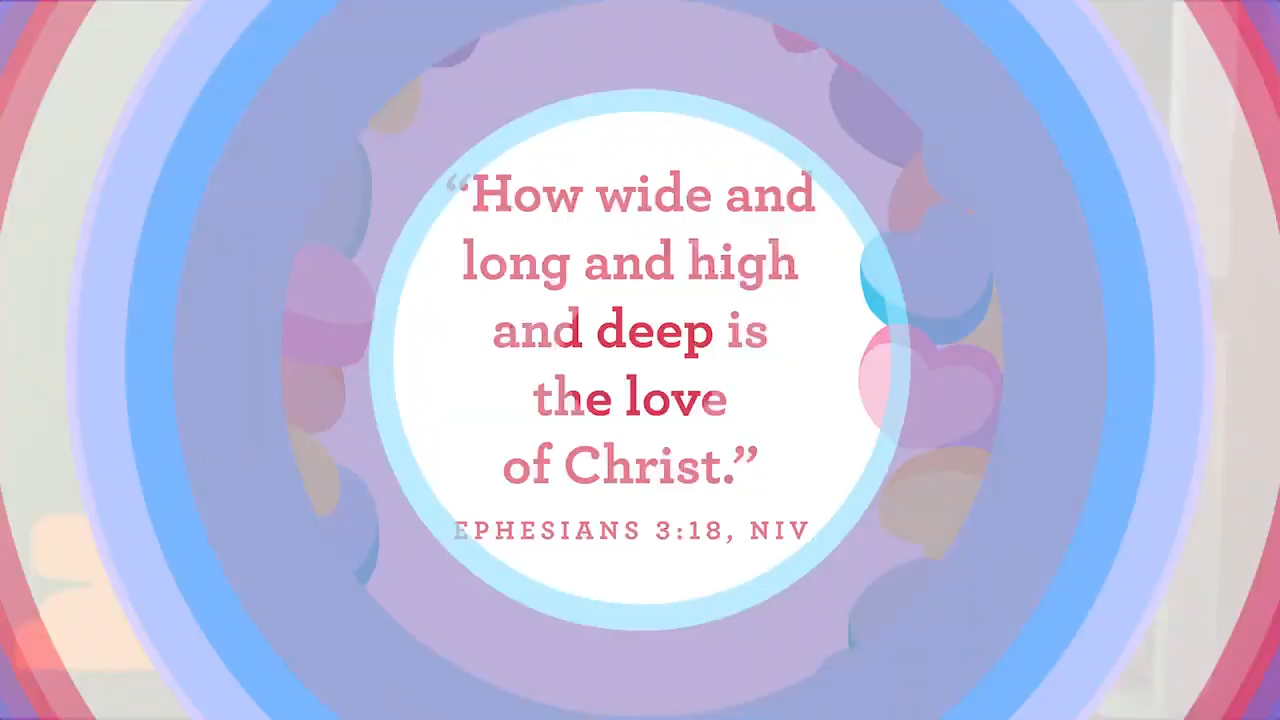 “How wide and
long and high
and deep is
the love
of Christ.”
EPHESIANS 3:18, NIV